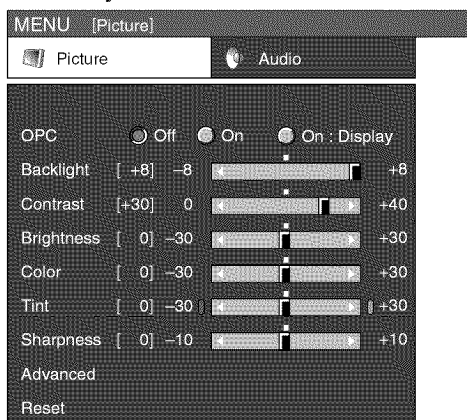 MENU [Picture]
Picture Audio
OPC Off On On : Display
Backlight [ +8] –8 +8
Contrast [+30] 0 +40
Brightness [ 0] –30 +30
Color [ 0] –30 +30
Tint [ 0] –30 +30
Sharpness [ 0] –10 +10
Advanced
Reset